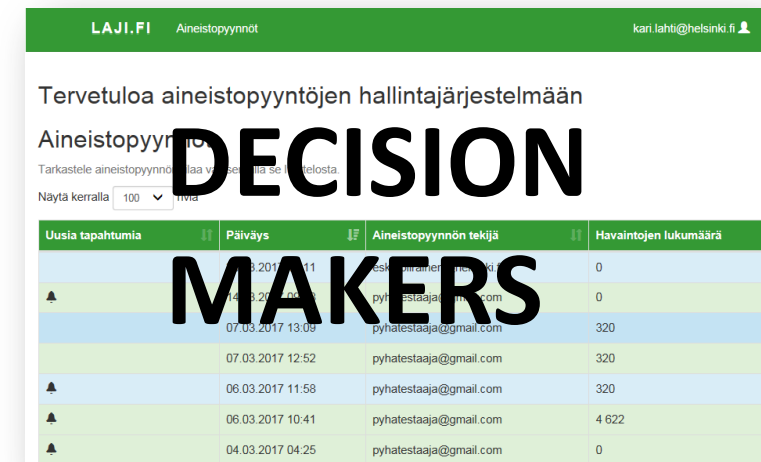 LAJI.FI Aineistopyynnöt kari.lahti@helsinki.fi
Tervetuloa aineistopyyntöjen hallintajärjestelmään
DECISION
MAKERS
Tarkastele
se
Näytä kerralla 100
Uusia tapahtumia Päiväys Aineistopyynnön tekijä Havaintojen lukumäärä
0
0
07.03.2017 13:09 pyhatestaaja@gmail.com 320
07.03.2017 12:52 pyhatestaaja@gmail.com 320
06.03.2017 11:58 pyhatestaaja@gmail.com 320
06.03.2017 10:41 pyhatestaaja@gmail.com 4 622
04.03.2017 04:25 pyhatestaaja@gmail.com 0